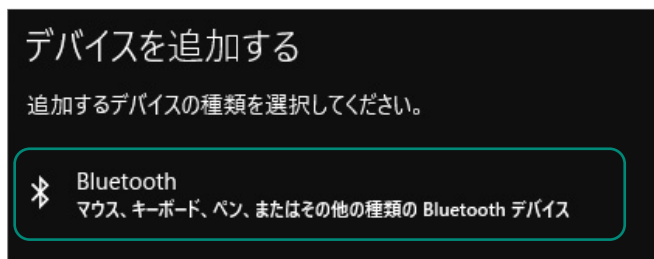 デバイスを追加する
追加するデバイスの種類を選択してください。
Bluetooth
マウス、キーボード、ペン、またはその他の種類の Bluetooth デバイス